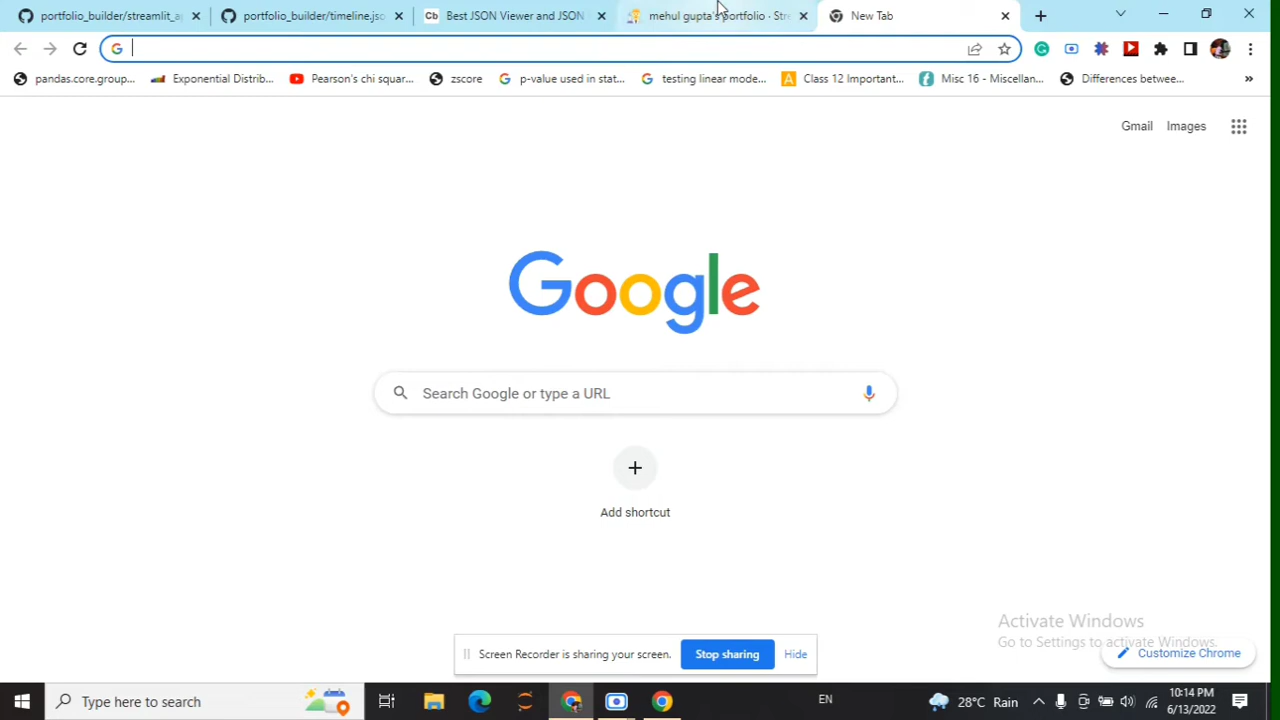 portfolio_builder/streamlit_a
portfolio_builder/timeline.jso
Cb Best JSON Viewer and JSON
mehul gupta's portfolio · Stre
New Tab
pandas.core.group...
Exponential Distrib...
Pearson's chi squar...
zscore
p-value used in stat...
testing linear mode...
Class 12 Important...
Misc 16 - Miscellan...
Differences betwee...
»
Gmail Images
Google
Search Google or type a URL
Add shortcut
Activate Windows
Go to Settings to activate Windows.
Customize Chrome
Screen Recorder is sharing your screen. Stop sharing Hide
Type here to search
EN
28°C Rain
10:14 PM
6/13/2022